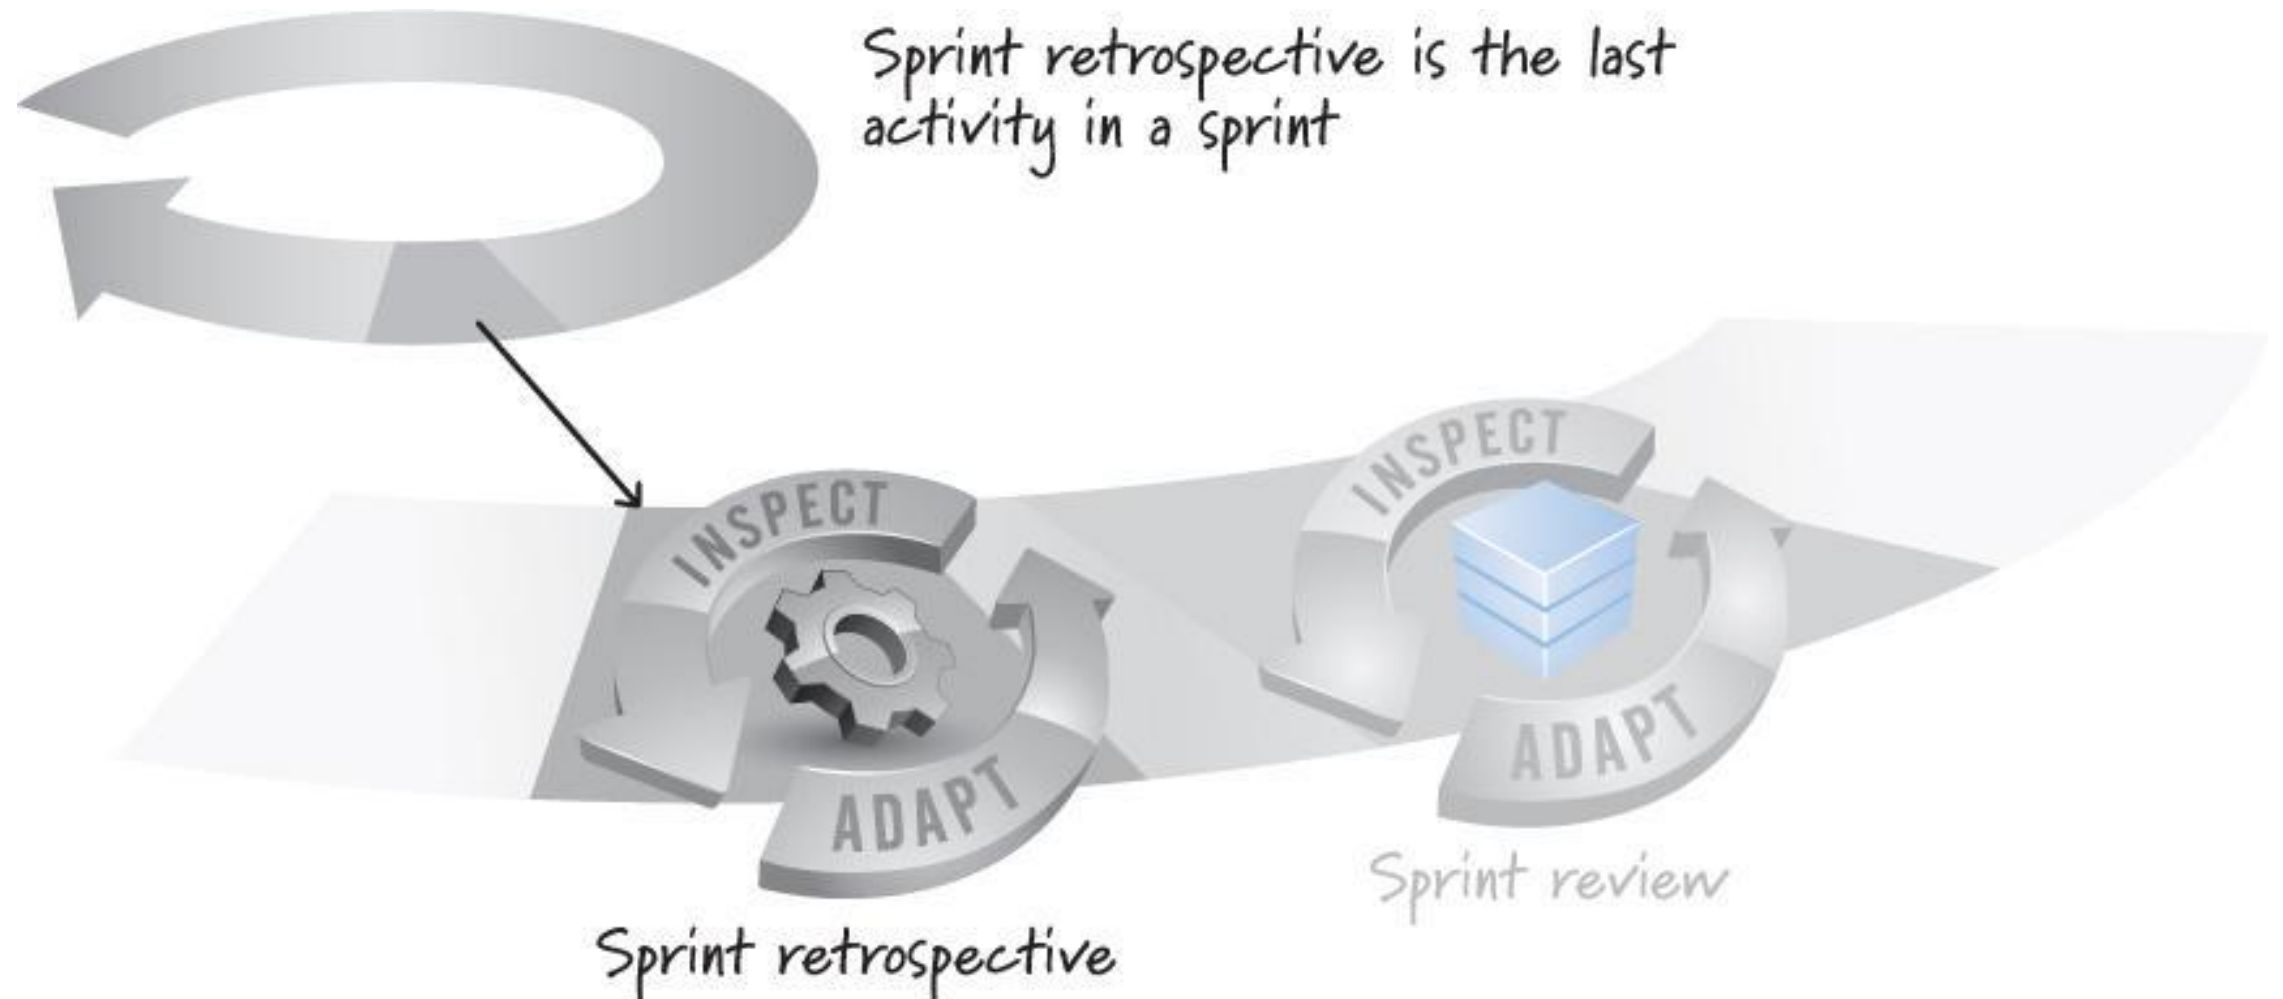 Sprint retrospective is the last
activity in a sprint
INSPECT
ADAPT
Sprint retrospective
INSPECT
ADAPT
Sprint review